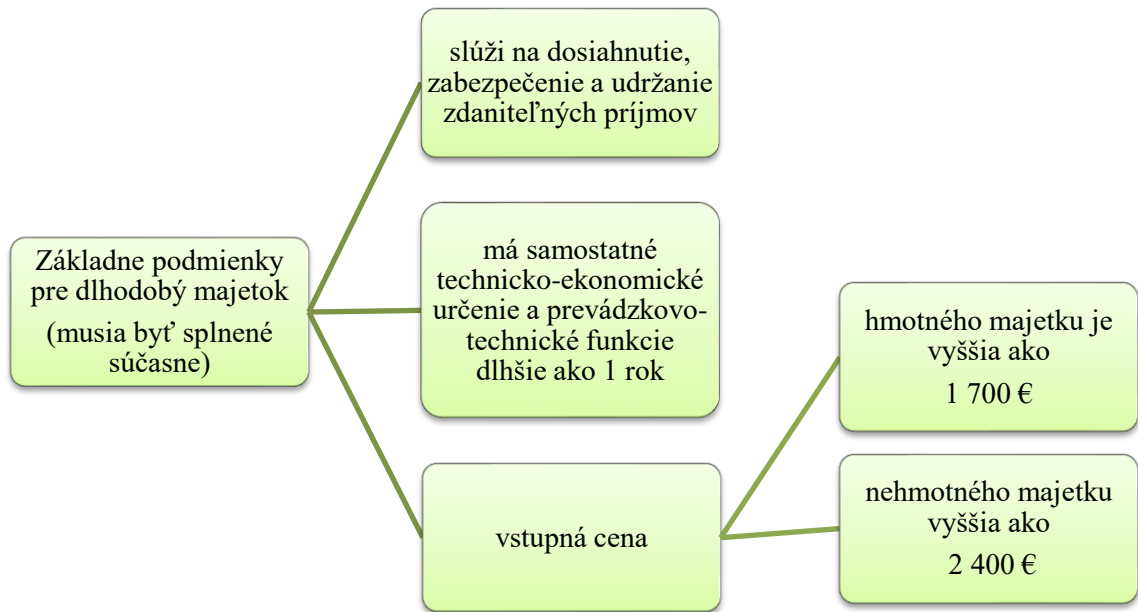 Základne podmienky
pre dlhodobý majetok
(musia byť splnené
súčasne)
slúži na dosiahnutie,
zabezpečenie a udržanie
zdaniteľných príjmov
má samostatné
technicko-ekonomické
určenie a prevádzkovo-
technické funkcie
dlhšie ako 1 rok
vstupná cena
hmotného majetku je
vyššia ako
1 700 €
nehmotného majetku
vyššia ako
2 400 €